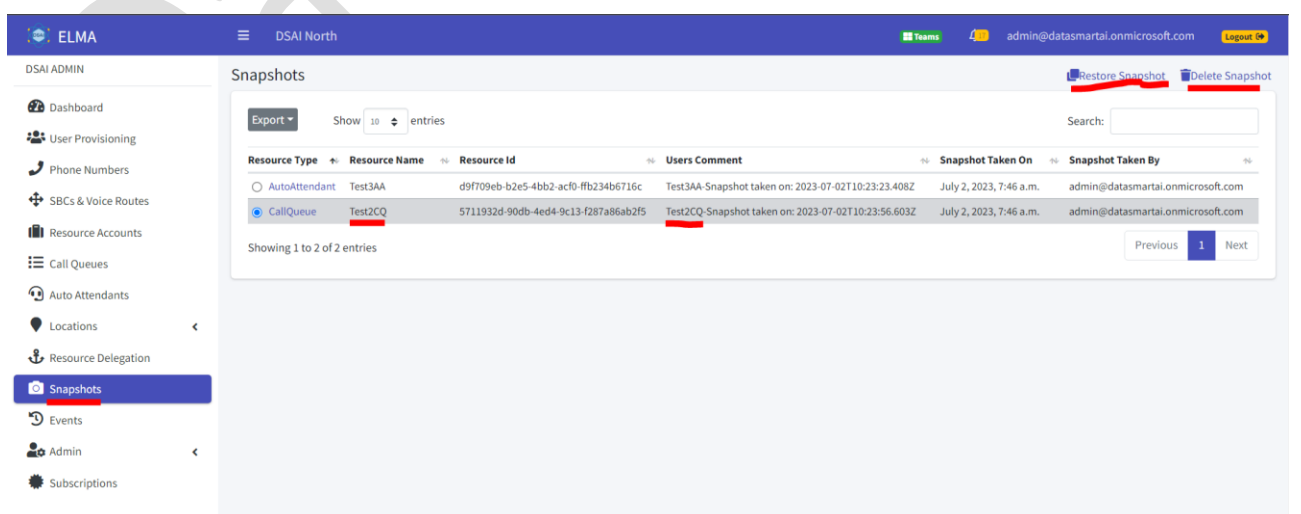 ELMA
DSAI North
Teams
admin@datasmartai.onmicrosoft.com
Logout
DSAI ADMIN
Snapshots
Restore Snapshot
Delete Snapshot
Dashboard
User Provisioning
Phone Numbers
SBCs & Voice Routes
Resource Accounts
Call Queues
Auto Attendants
Locations
Resource Delegation
Snapshots
Events
Admin
Subscriptions
Export
Show 10 entries
Search:
Resource Type Resource Name Resource Id Users Comment Snapshot Taken On Snapshot Taken By
AutoAttendant Test3AA d9f709eb-b2e5-4bb2-acf0-ffb234b6716c Test3AA-Snapshot taken on: 2023-07-02T10:23:23.408Z July 2, 2023, 7:46 a.m. admin@datasmartai.onmicrosoft.com
CallQueue Test2CQ 5711932d-90db-4ed4-9c13-f287a86ab2f5 Test2CQ-Snapshot taken on: 2023-07-02T10:23:56.603Z July 2, 2023, 7:46 a.m. admin@datasmartai.onmicrosoft.com
Showing 1 to 2 of 2 entries
Previous 1 Next